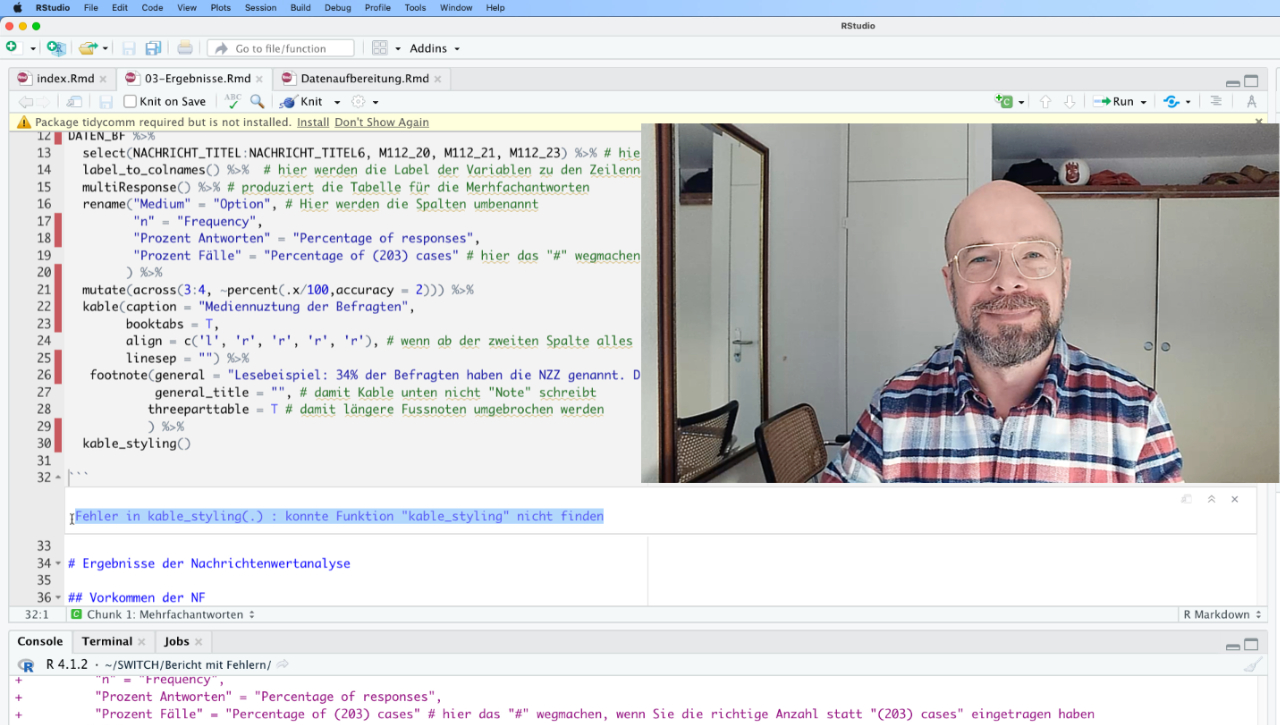 RStudio File Edit Code View Plots Session Build Debug Profile Tools Window Help
RStudio
Go to file/function Addins
index.Rmd 03-Ergebnisse.Rmd Datenaufbereitung.Rmd
Knit on Save ABC Knit Run
Package tidycomm required but is not installed. Install Don't Show Again
12 DATEN_BF %>%
13 select(NACHRICHT_TITEL:NACHRICHT_TITEL6, M112_20, M112_21, M112_23) %>% # hie
14 label_to_colnames() %>% # hier werden die Label der Variablen zu den Zeilenn
15 multiResponse() %>% # produziert die Tabelle für die Merhfachantworten
16 rename("Medium" = "Option", # Hier werden die Spalten umbenannt
17 "n" = "Frequency",
18 "Prozent Antworten" = "Percentage of responses",
19 "Prozent Fälle" = "Percentage of (203) cases" # hier das "#" wegmachen
20 ) %>%
21 mutate(across(3:4, ~percent(.x/100,accuracy = 2))) %>%
22 kable(caption = "Mediennuztung der Befragten",
23 booktabs = T,
24 align = c('l', 'r', 'r', 'r', 'r'), # wenn ab der zweiten Spalte alles
25 linesep = "") %>%
26 footnote(general = "Lesebeispiel: 34% der Befragten haben die NZZ genannt. D
27 general_title = "", # damit Kable unten nicht "Note" schreibt
28 threeparttable = T # damit längere Fussnoten umgebrochen werden
29 ) %>%
30 kable_styling()
31
32 ```
Fehler in kable_styling(.) : konnte Funktion "kable_styling" nicht finden
33
34 # Ergebnisse der Nachrichtenwertanalyse
35
36 ## Vorkommen der NF
32:1 Chunk 1: Mehrfachantworten R Markdown
Console Terminal Jobs
R 4.1.2 · ~/SWITCH/Bericht mit Fehlern/
+ "n" = "Frequency",
+ "Prozent Antworten" = "Percentage of responses",
+ "Prozent Fälle" = "Percentage of (203) cases" # hier das "#" wegmachen, wenn Sie die richtige Anzahl statt "(203) cases" eingetragen haben